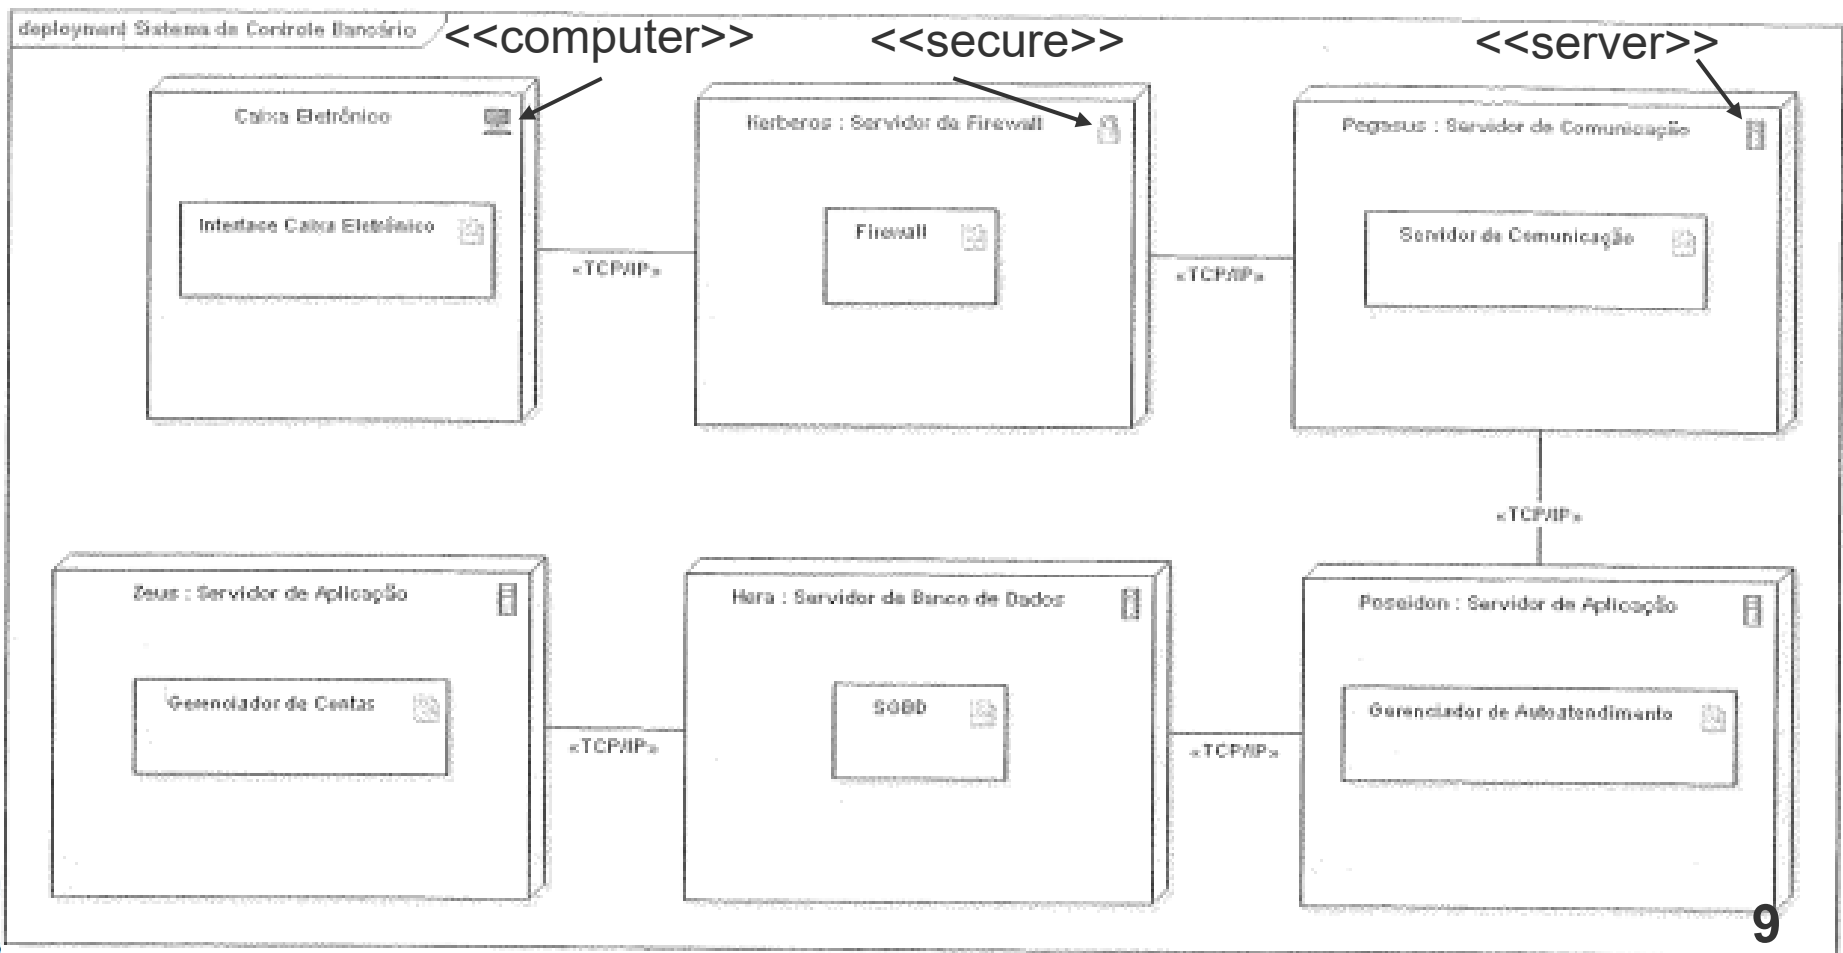 deployment Sistema de Controle Bancário
<<computer>>
<<secure>>
<<server>>
Caixa Eletrônico
Kerberos : Servidor de Firewall
Pegasus : Servidor de Comunicação
Interface Caixa Eletrônico
Firewall
Servidor de Comunicação
«TCP/IP»
«TCP/IP»
«TCP/IP»
Zeus : Servidor de Aplicação
Hera : Servidor de Banco de Dados
Poseidon : Servidor de Aplicação
Gerenciador de Contas
SGBD
Gerenciador de Autoatendimento
«TCP/IP»
«TCP/IP»
9